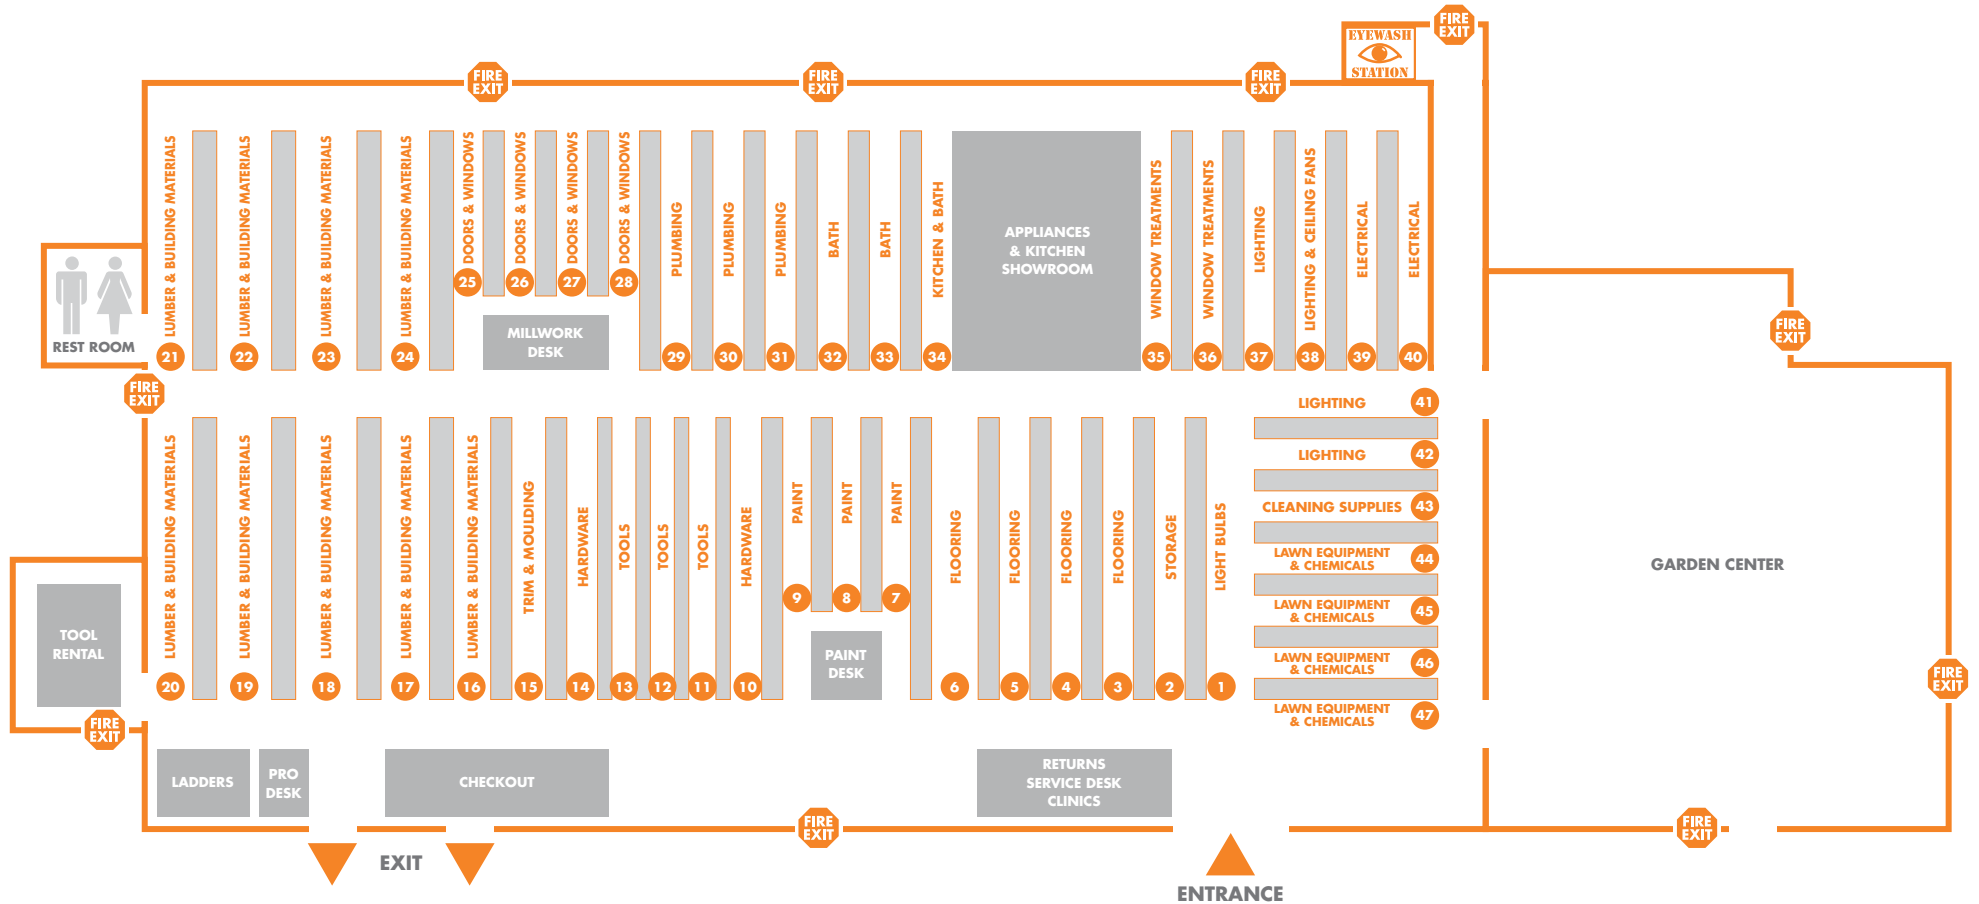 FIRE
EXIT
EYEWASH
STATION
FIRE
EXIT
FIRE
EXIT
FIRE
EXIT
LUMBER & BUILDING MATERIALS
21
LUMBER & BUILDING MATERIALS
22
LUMBER & BUILDING MATERIALS
23
LUMBER & BUILDING MATERIALS
24
DOORS & WINDOWS
25
DOORS & WINDOWS
26
DOORS & WINDOWS
27
DOORS & WINDOWS
28
MILLWORK
DESK
PLUMBING
29
PLUMBING
30
PLUMBING
31
BATH
32
BATH
33
KITCHEN & BATH
34
APPLIANCES
& KITCHEN
SHOWROOM
WINDOW TREATMENTS
35
WINDOW TREATMENTS
36
LIGHTING
37
LIGHTING & CEILING FANS
38
ELECTRICAL
39
ELECTRICAL
40
REST ROOM
FIRE
EXIT
FIRE
EXIT
LUMBER & BUILDING MATERIALS
20
LUMBER & BUILDING MATERIALS
19
LUMBER & BUILDING MATERIALS
18
LUMBER & BUILDING MATERIALS
17
LUMBER & BUILDING MATERIALS
16
TRIM & MOULDING
15
HARDWARE
14
TOOLS
13
TOOLS
12
TOOLS
11
HARDWARE
10
PAINT
9
PAINT
8
PAINT
7
PAINT
DESK
FLOORING
6
FLOORING
5
FLOORING
4
FLOORING
3
STORAGE
2
LIGHT BULBS
1
LIGHTING
41
LIGHTING
42
CLEANING SUPPLIES
43
LAWN EQUIPMENT
& CHEMICALS
44
LAWN EQUIPMENT
& CHEMICALS
45
LAWN EQUIPMENT
& CHEMICALS
46
LAWN EQUIPMENT
& CHEMICALS
47
GARDEN CENTER
FIRE
EXIT
TOOL
RENTAL
FIRE
EXIT
LADDERS
PRO
DESK
CHECKOUT
RETURNS
SERVICE DESK
CLINICS
FIRE
EXIT
FIRE
EXIT
EXIT
ENTRANCE